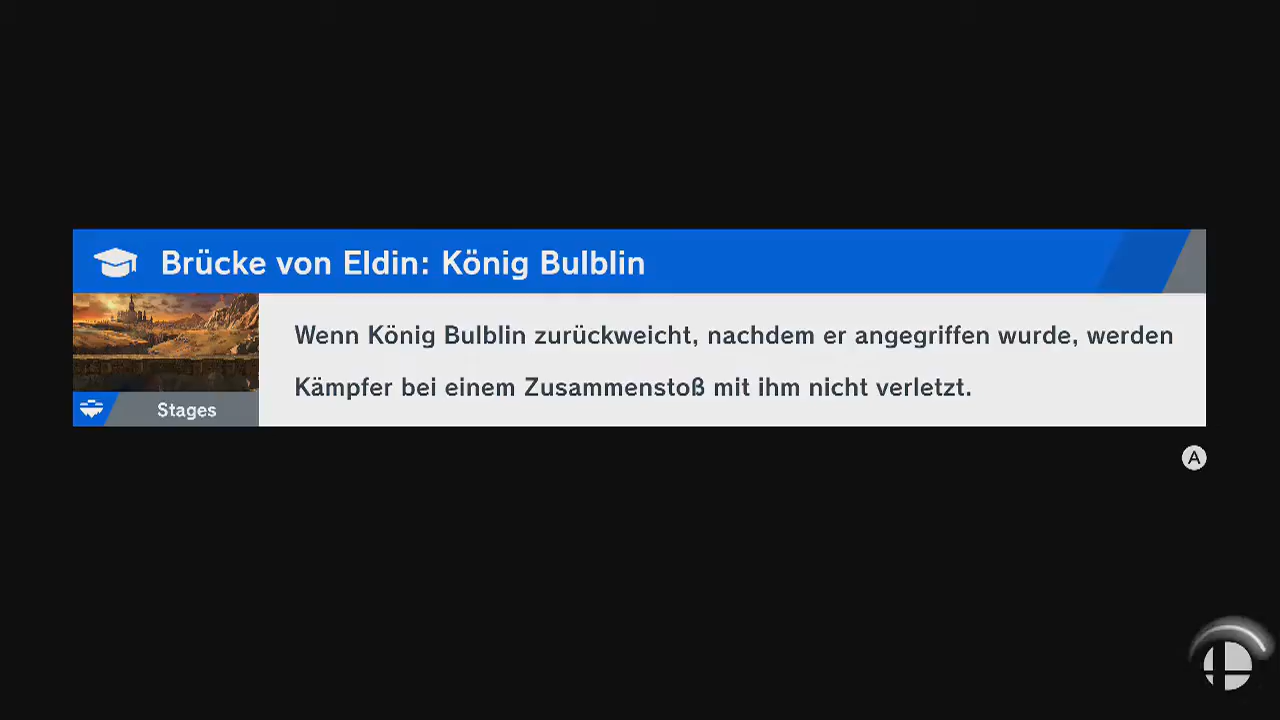 Brücke von Eldin: König Bulblin
Wenn König Bulblin zurückweicht, nachdem er angegriffen wurde, werden
Kämpfer bei einem Zusammenstoß mit ihm nicht verletzt.
Stages
A